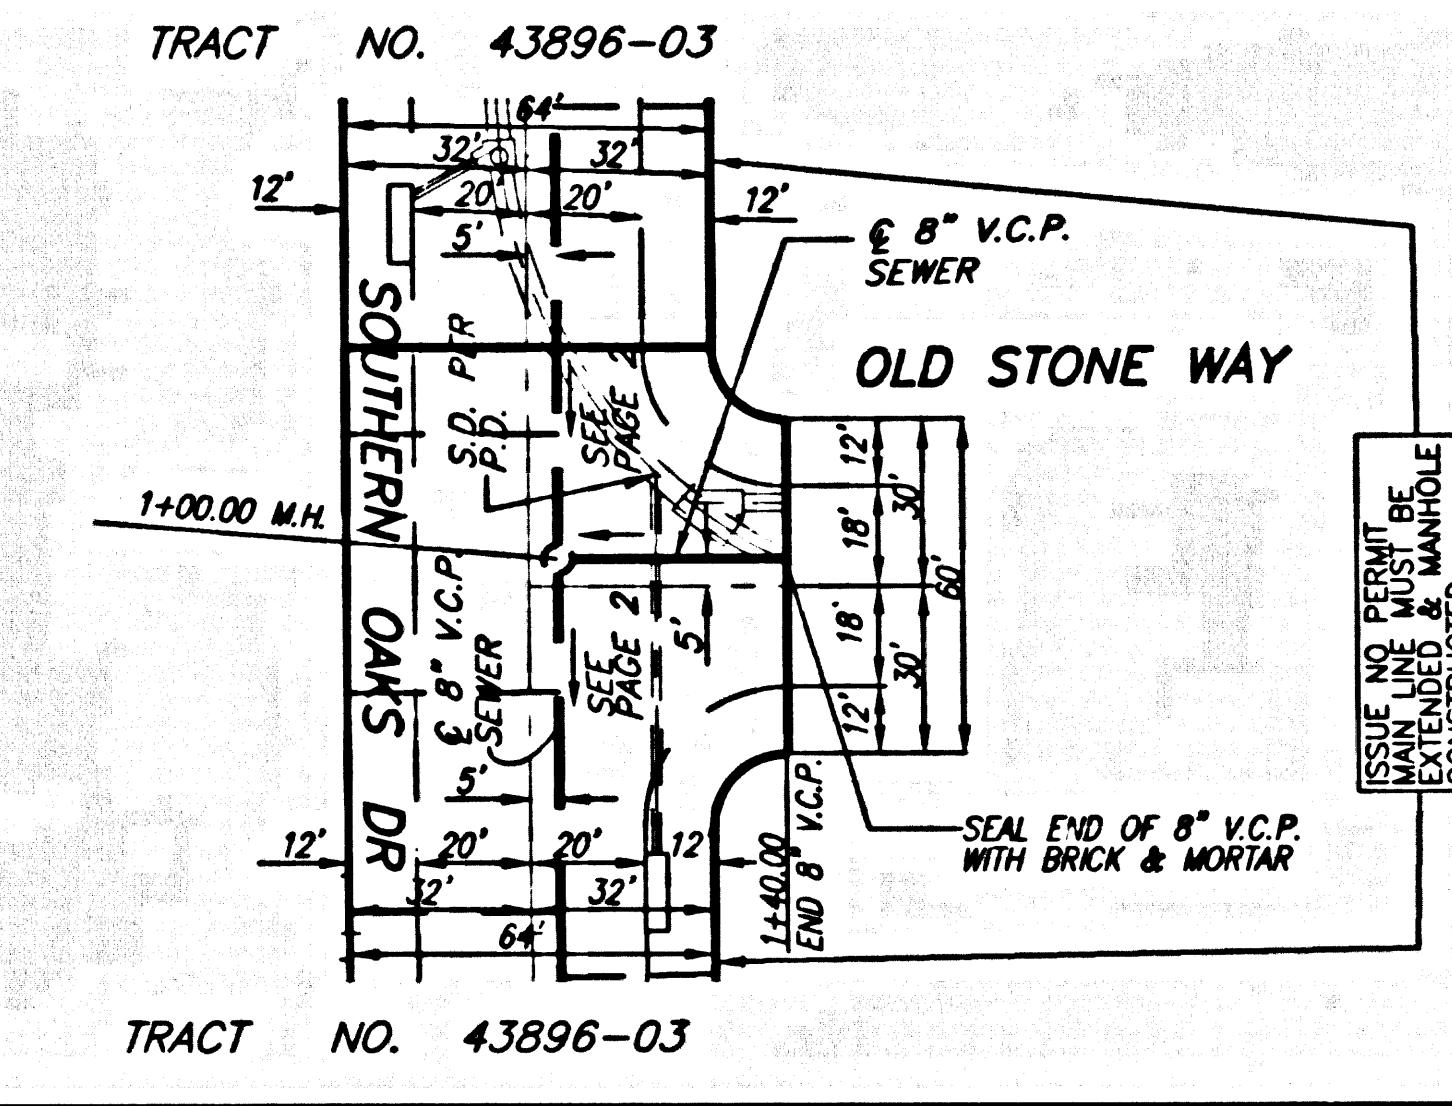 TRACT NO. 43896-03
64'
32' 32'
12' 20' 20' 12'
5'
℄ 8" V.C.P.
SEWER
OLD STONE WAY
SOUTHERN OAKS DR
S.D.
P.D.
SEE
PAGE 2
1+00.00 M.H.
℄ 8" V.C.P.
SEWER
SEE
PAGE 2
5'
12'
18'
30'
60'
18'
30'
12'
ISSUE NO PERMIT
MAIN LINE MUST BE
EXTENDED & MANHOLE
5'
12' 20' 20' 12'
32' 32'
64'
1+40.00
END 8" V.C.P.
SEAL END OF 8" V.C.P.
WITH BRICK & MORTAR
TRACT NO. 43896-03